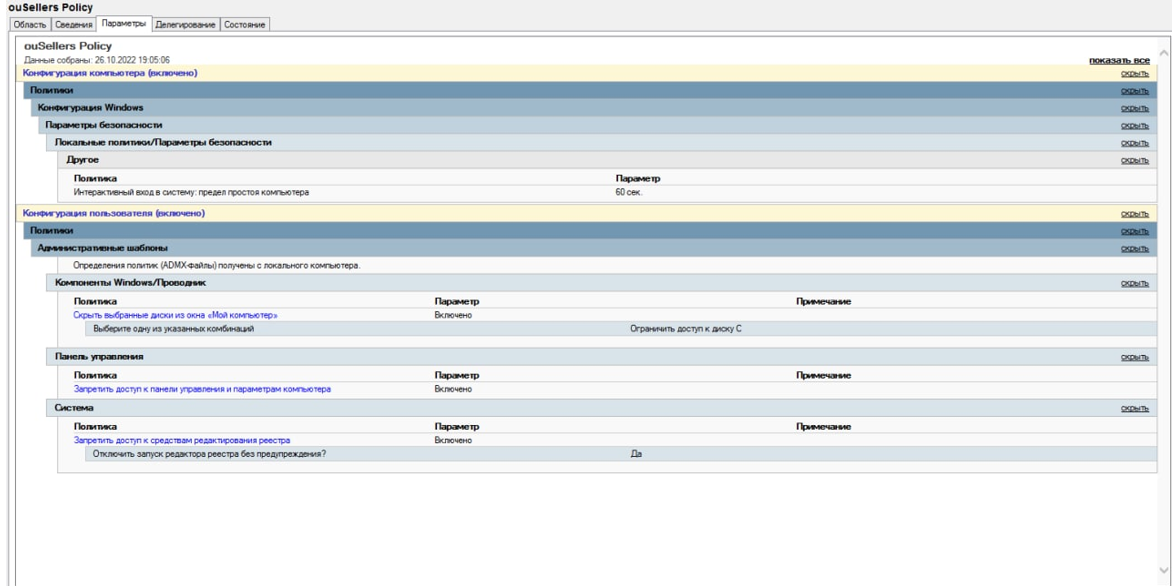 ouSellers Policy
Область Сведения Параметры Делегирование Состояние
ouSellers Policy
Данные собраны: 26.10.2022 19:05:06
показать все
Конфигурация компьютера (включено) скрыть
Политики скрыть
Конфигурация Windows скрыть
Параметры безопасности скрыть
Локальные политики/Параметры безопасности скрыть
Другое скрыть
Политика Параметр
Интерактивный вход в систему: предел простоя компьютера 60 сек.
Конфигурация пользователя (включено) скрыть
Политики скрыть
Административные шаблоны скрыть
Определения политик (ADMX-файлы) получены с локального компьютера.
Компоненты Windows/Проводник скрыть
Политика Параметр Примечание
Скрыть выбранные диски из окна «Мой компьютер» Включено
Выберите одну из указанных комбинаций Ограничить доступ к диску C
Панель управления скрыть
Политика Параметр Примечание
Запретить доступ к панели управления и параметрам компьютера Включено
Система скрыть
Политика Параметр Примечание
Запретить доступ к средствам редактирования реестра Включено
Отключить запуск редактора реестра без предупреждения? Да